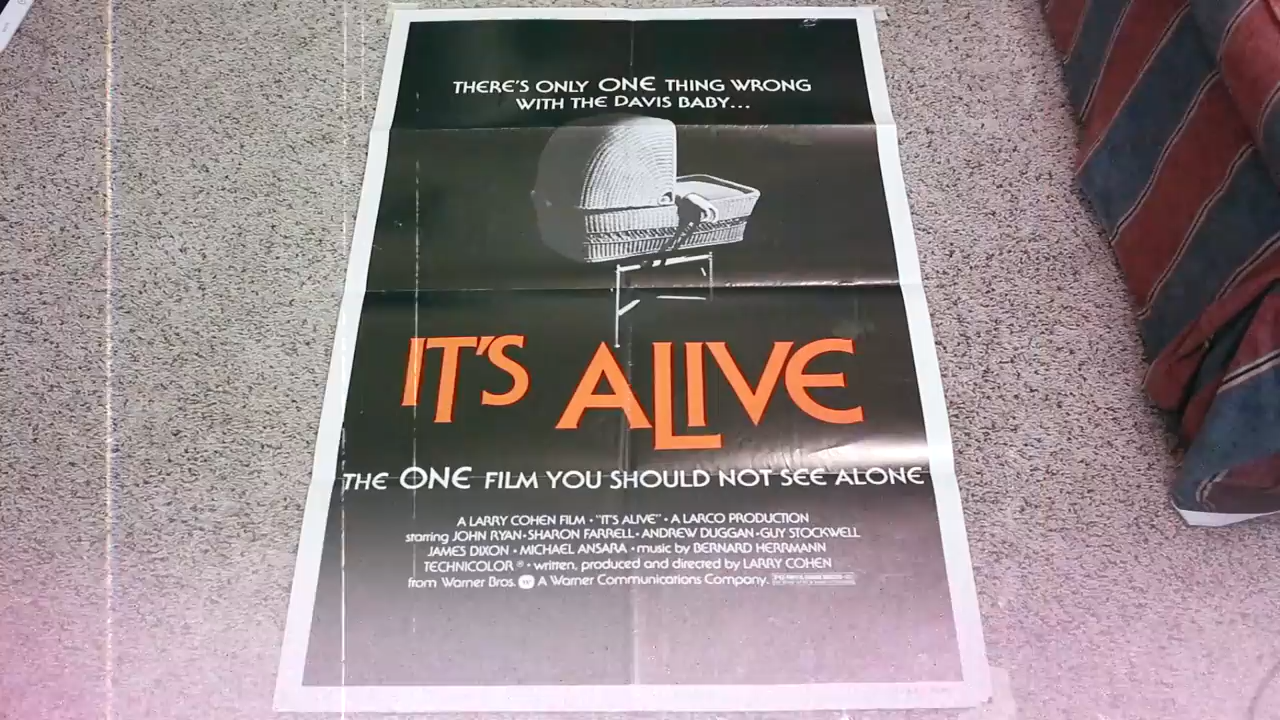 THERE'S ONLY ONE THING WRONG
WITH THE DAVIS BABY...
IT'S ALIVE
THE ONE FILM YOU SHOULD NOT SEE ALONE
A LARRY COHEN FILM • "IT'S ALIVE" • A LARCO PRODUCTION
starring JOHN RYAN • SHARON FARRELL • ANDREW DUGGAN • GUY STOCKWELL
JAMES DIXON • MICHAEL ANSARA • music by BERNARD HERRMANN
TECHNICOLOR ® • written, produced and directed by LARRY COHEN
from Warner Bros. A Warner Communications Company.